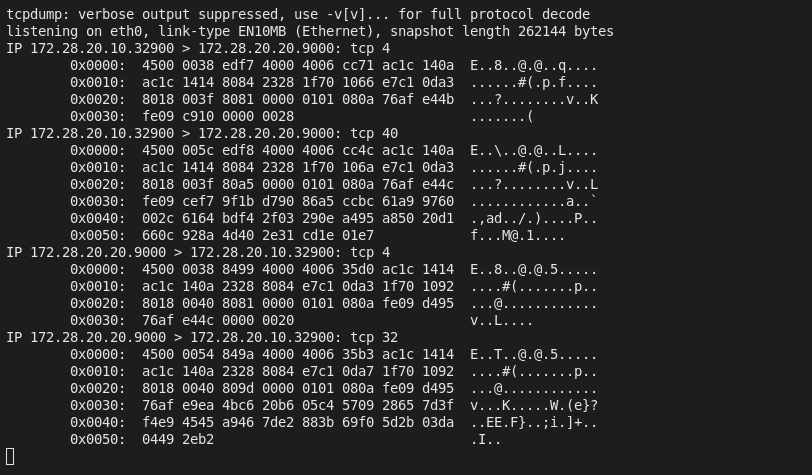 tcpdump: verbose output suppressed, use -v[v]... for full protocol decode
listening on eth0, link-type EN10MB (Ethernet), snapshot length 262144 bytes
IP 172.28.20.10.32900 > 172.28.20.20.9000: tcp 4
0x0000:  4500 0038 edf7 4000 4006 cc71 ac1c 140a  E..8..@.@..q....
0x0010:  ac1c 1414 8084 2328 1f70 1066 e7c1 0da3  ......#(.p.f....
0x0020:  8018 003f 8081 0000 0101 080a 76af e44b  ...?........v..K
0x0030:  fe09 c910 0000 0028                      .......(
IP 172.28.20.10.32900 > 172.28.20.20.9000: tcp 40
0x0000:  4500 005c edf8 4000 4006 cc4c ac1c 140a  E..\..@.@..L....
0x0010:  ac1c 1414 8084 2328 1f70 106a e7c1 0da3  ......#(.p.j....
0x0020:  8018 003f 80a5 0000 0101 080a 76af e44c  ...?........v..L
0x0030:  fe09 cef7 9f1b d790 86a5 ccbc 61a9 9760  ............a..`
0x0040:  002c 6164 bdf4 2f03 290e a495 a850 20d1  .,ad../.)....P..
0x0050:  660c 928a 4d40 2e31 cd1e 01e7            f...M@.1....
IP 172.28.20.20.9000 > 172.28.20.10.32900: tcp 4
0x0000:  4500 0038 8499 4000 4006 35d0 ac1c 1414  E..8..@.@.5.....
0x0010:  ac1c 140a 2328 8084 e7c1 0da3 1f70 1092  ....#(.......p..
0x0020:  8018 0040 8081 0000 0101 080a fe09 d495  ...@............
0x0030:  76af e44c 0000 0020                      v..L....
IP 172.28.20.20.9000 > 172.28.20.10.32900: tcp 32
0x0000:  4500 0054 849a 4000 4006 35b3 ac1c 1414  E..T..@.@.5.....
0x0010:  ac1c 140a 2328 8084 e7c1 0da7 1f70 1092  ....#(.......p..
0x0020:  8018 0040 809d 0000 0101 080a fe09 d495  ...@............
0x0030:  76af e9ea 4bc6 20b6 05c4 5709 2865 7d3f  v...K.....W.(e}?
0x0040:  f4e9 4545 a946 7de2 883b 69f0 5d2b 03da  ..EE.F}..;i.]+..
0x0050:  0449 2eb2                                .I..